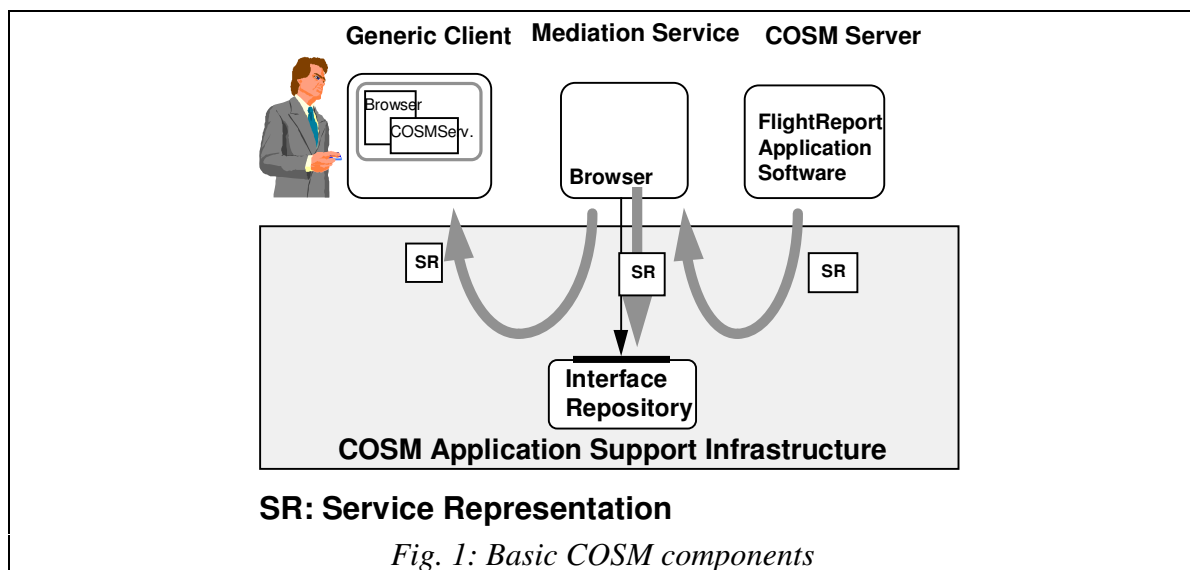 Generic Client
Mediation Service
COSM Server
Browser
COSMServ.
Browser
FlightReport
Application
Software
SR
SR
SR
Interface
Repository
COSM Application Support Infrastructure
SR: Service Representation
Fig. 1: Basic COSM components